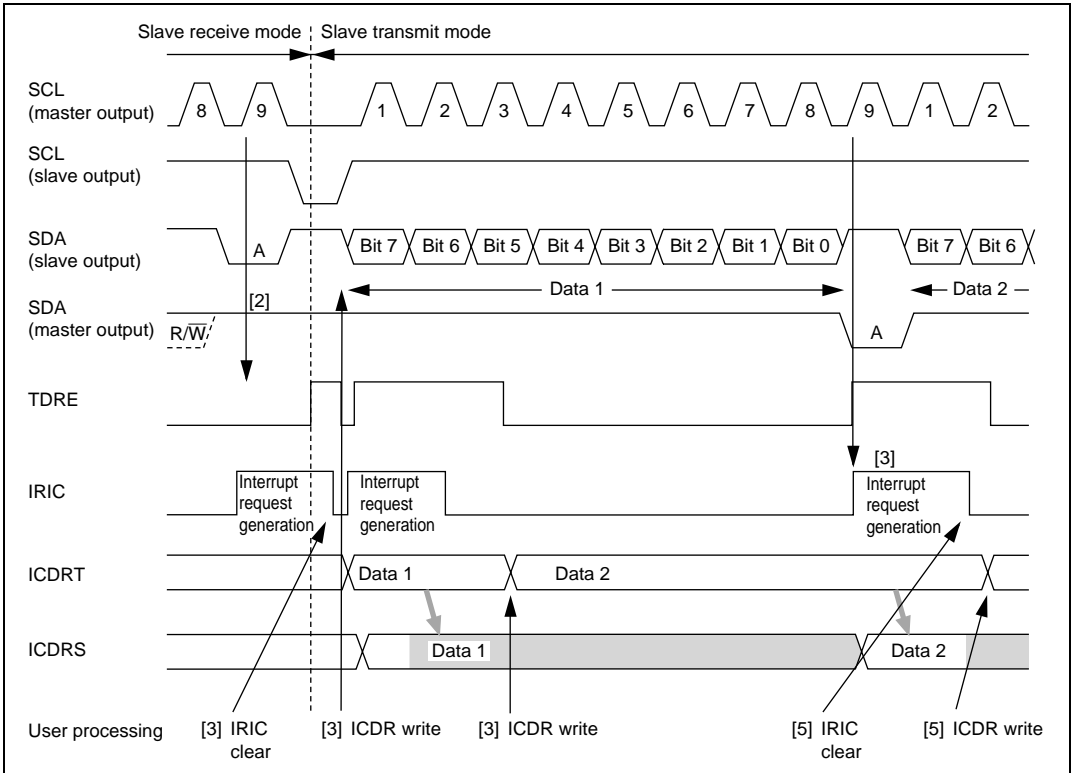 Slave receive mode Slave transmit mode
SCL
(master output)
8 9 1 2 3 4 5 6 7 8 9 1 2
SCL
(slave output)
SDA
(slave output)
A Bit 7 Bit 6 Bit 5 Bit 4 Bit 3 Bit 2 Bit 1 Bit 0 Bit 7 Bit 6
[2] Data 1 Data 2
SDA
(master output)
R/W̅ A
TDRE
[3]
IRIC
Interrupt
request
generation
Interrupt
request
generation
Interrupt
request
generation
ICDRT
Data 1 Data 2
ICDRS
Data 1 Data 2
User processing
[3] IRIC
clear
[3] ICDR write
[3] ICDR write
[5] IRIC
clear
[5] ICDR write